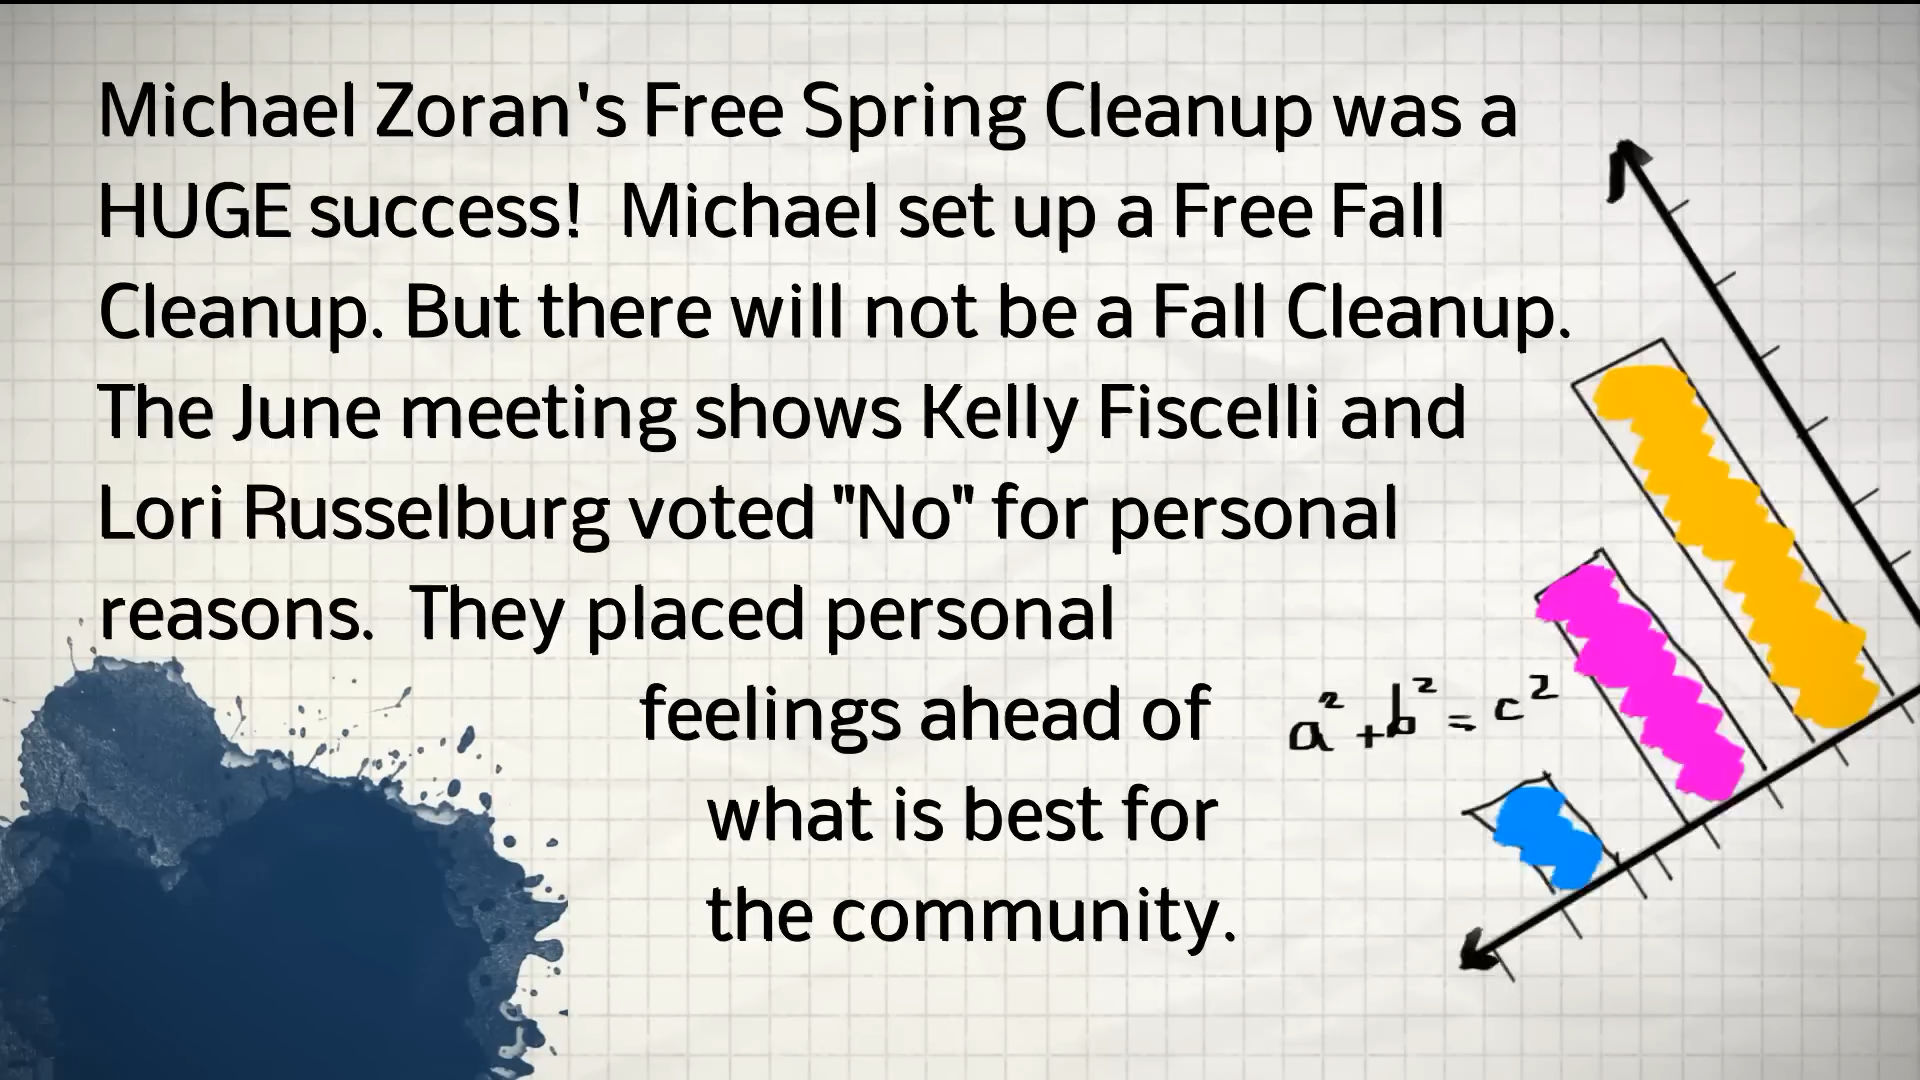 Michael Zoran's Free Spring Cleanup was a
HUGE success!  Michael set up a Free Fall
Cleanup. But there will not be a Fall Cleanup.
The June meeting shows Kelly Fiscelli and
Lori Russelburg voted "No" for personal
reasons.  They placed personal
feelings ahead of
what is best for
the community.
a² + b² = c²